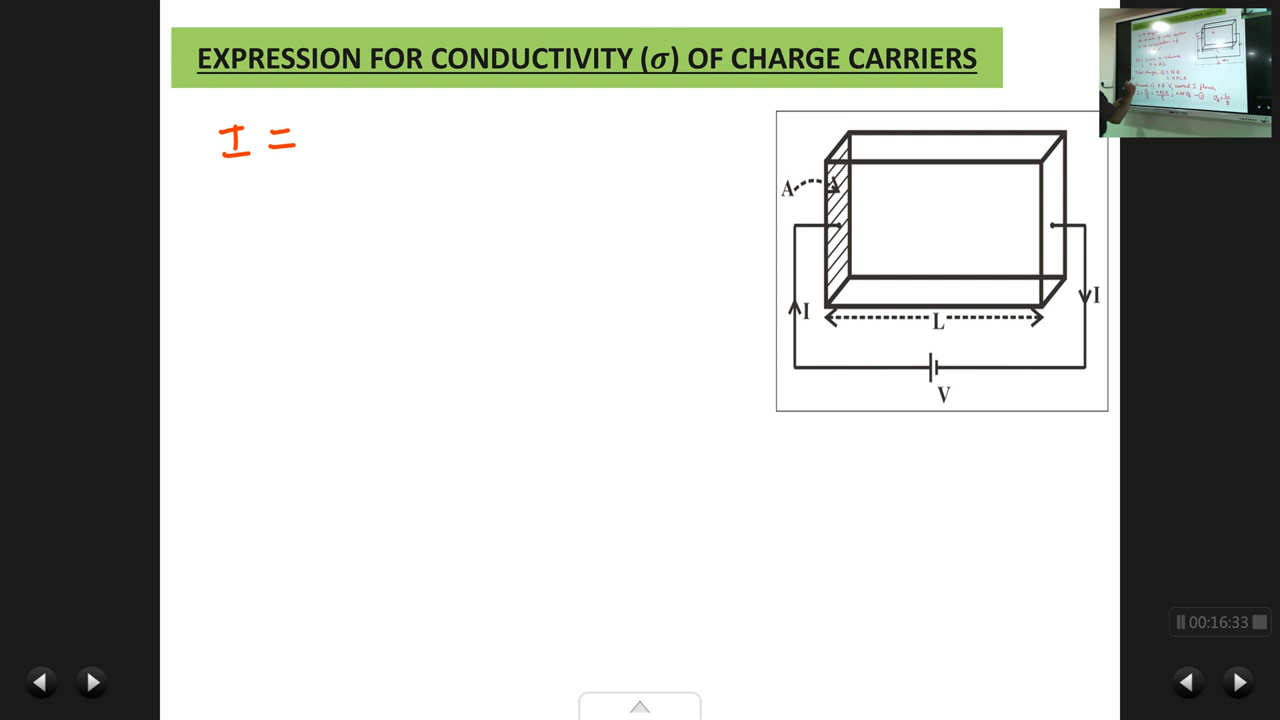 EXPRESSION FOR CONDUCTIVITY (σ) OF CHARGE CARRIERS
I =
A
I
L
I
V
00:16:33